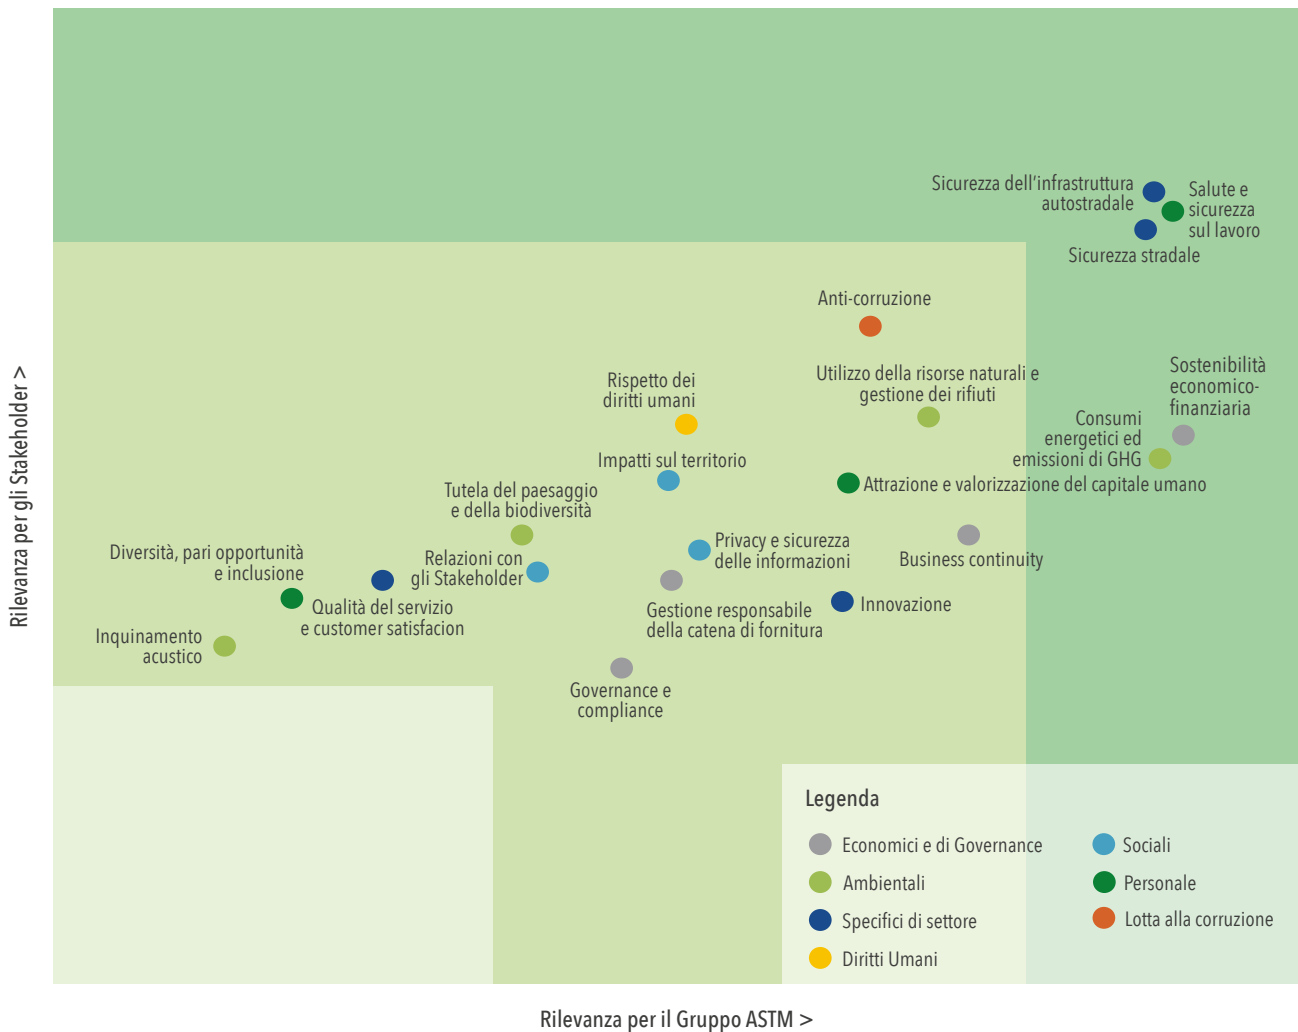 Rilevanza per gli Stakeholder >
Sicurezza dell'infrastruttura
autostradale
Salute e
sicurezza
sul lavoro
Sicurezza stradale
Anti-corruzione
Utilizzo della risorse naturali e
gestione dei rifiuti
Sostenibilità
economico-
finanziaria
Rispetto dei
diritti umani
Consumi
energetici ed
emissioni di GHG
Impatti sul territorio
Attrazione e valorizzazione del capitale umano
Tutela del paesaggio
e della biodiversità
Diversità, pari opportunità
e inclusione
Relazioni con
gli Stakeholder
Privacy e sicurezza
delle informazioni
Business continuity
Qualità del servizio
e customer satisfacion
Gestione responsabile
della catena di fornitura
Innovazione
Inquinamento
acustico
Governance e
compliance
Legenda
Economici e di Governance
Ambientali
Specifici di settore
Diritti Umani
Sociali
Personale
Lotta alla corruzione
Rilevanza per il Gruppo ASTM >